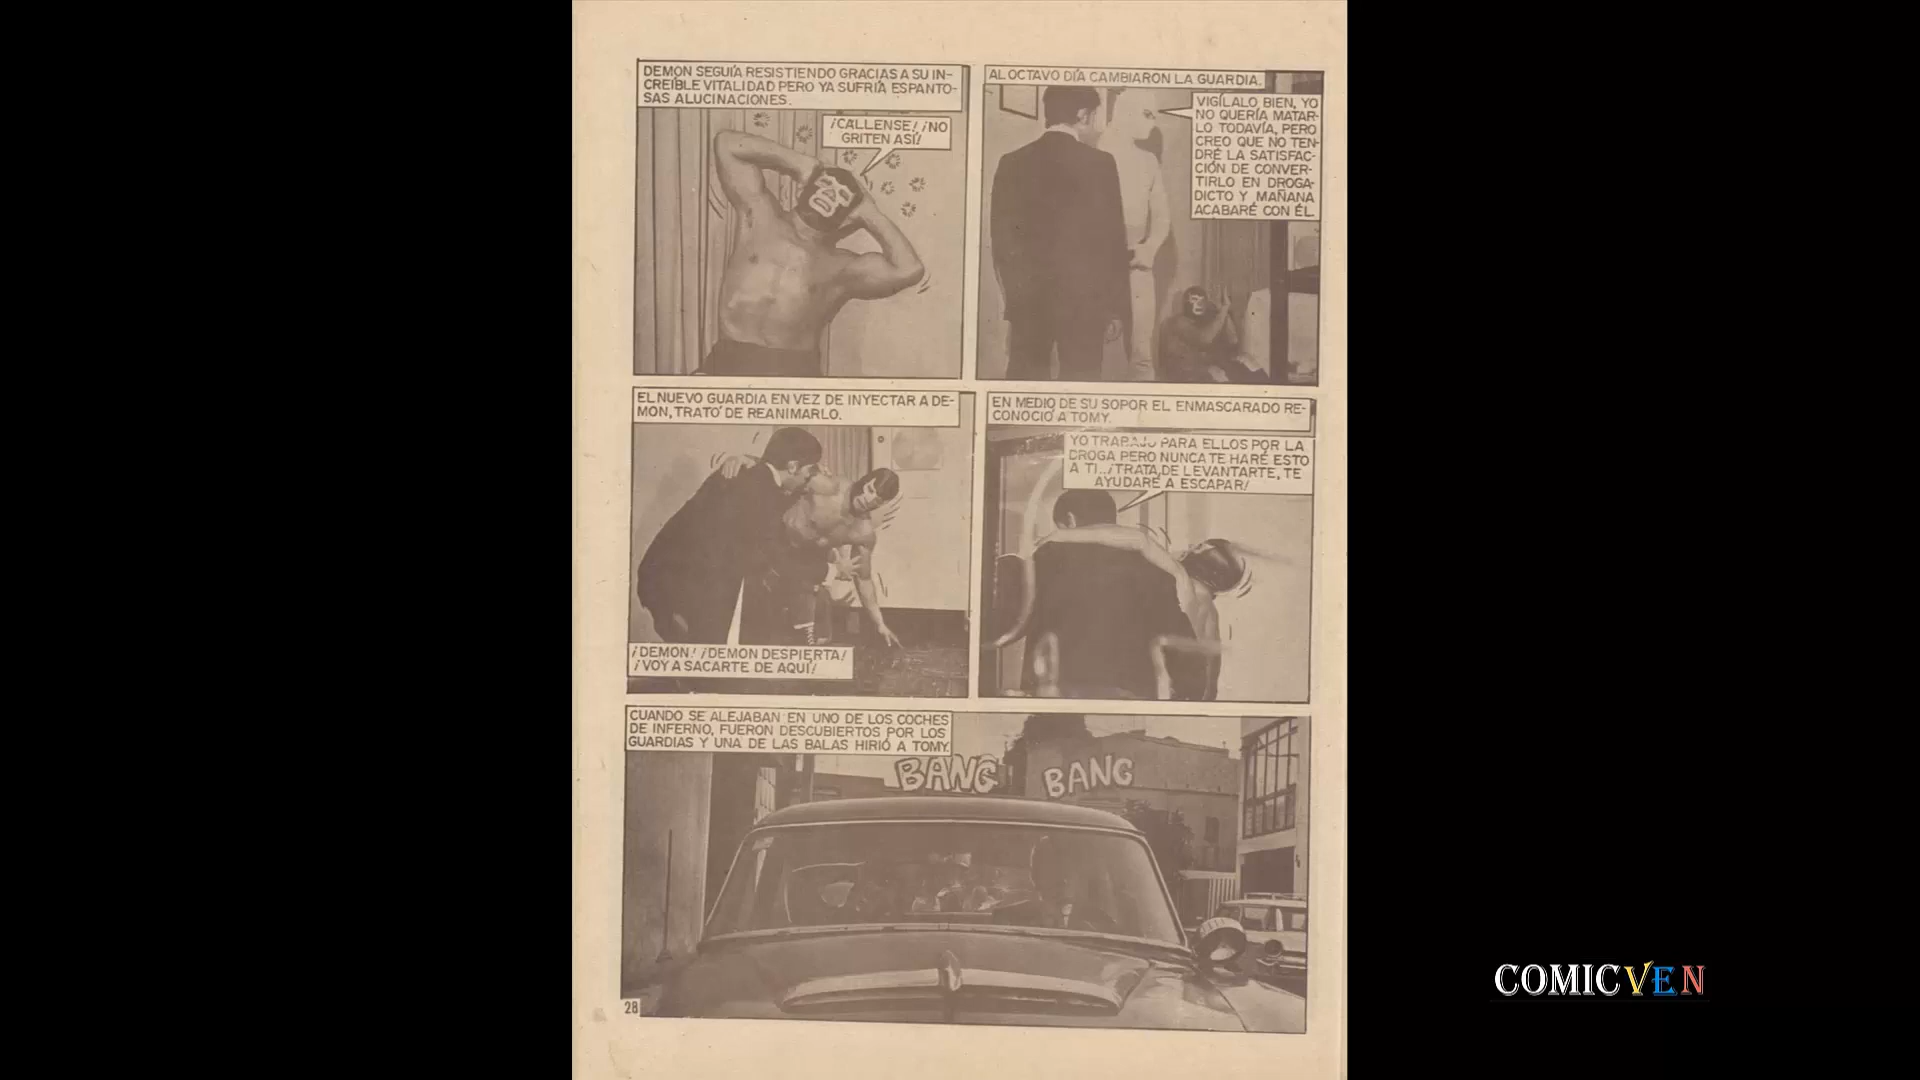 DEMON SEGUÍA RESISTIENDO GRACIAS A SU IN-
CREÍBLE VITALIDAD PERO YA SUFRÍA ESPANTO-
SAS ALUCINACIONES.
¡CÁLLENSE! ¡NO
GRITEN ASÍ!
AL OCTAVO DÍA CAMBIARON LA GUARDIA.
VIGÍLALO BIEN, YO
NO QUERÍA MATAR-
LO TODAVÍA, PERO
CREO QUE NO TEN-
DRÉ LA SATISFAC-
CIÓN DE CONVER-
TIRLO EN DROGA-
DICTO Y MAÑANA
ACABARÉ CON ÉL.
EL NUEVO GUARDIA EN VEZ DE INYECTAR A DE-
MON, TRATÓ DE REANIMARLO.
¡DEMON! ¡DEMON DESPIERTA!
¡VOY A SACARTE DE AQUÍ!
EN MEDIO DE SU SOPOR EL ENMASCARADO RE-
CONOCIÓ A TOMY.
YO TRABAJO PARA ELLOS POR LA
DROGA PERO NUNCA TE HARÉ ESTO
A TI...¡TRATA DE LEVANTARTE, TE
AYUDARÉ A ESCAPAR!
CUANDO SE ALEJABAN EN UNO DE LOS COCHES
DE INFERNO, FUERON DESCUBIERTOS POR LOS
GUARDIAS Y UNA DE LAS BALAS HIRIÓ A TOMY.
BANG BANG
28
COMICVEN